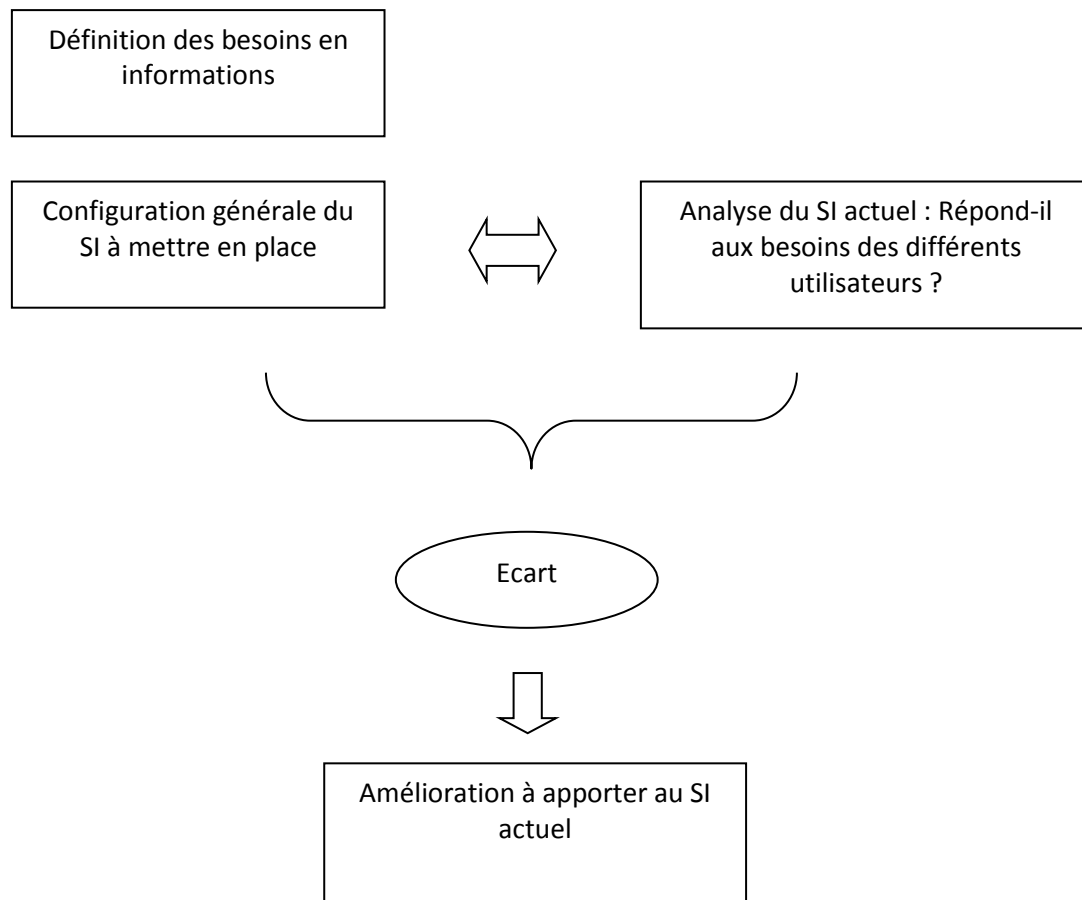 Définition des besoins en
informations
Configuration générale du
SI à mettre en place
Analyse du SI actuel : Répond-il
aux besoins des différents
utilisateurs ?
Ecart
Amélioration à apporter au SI
actuel